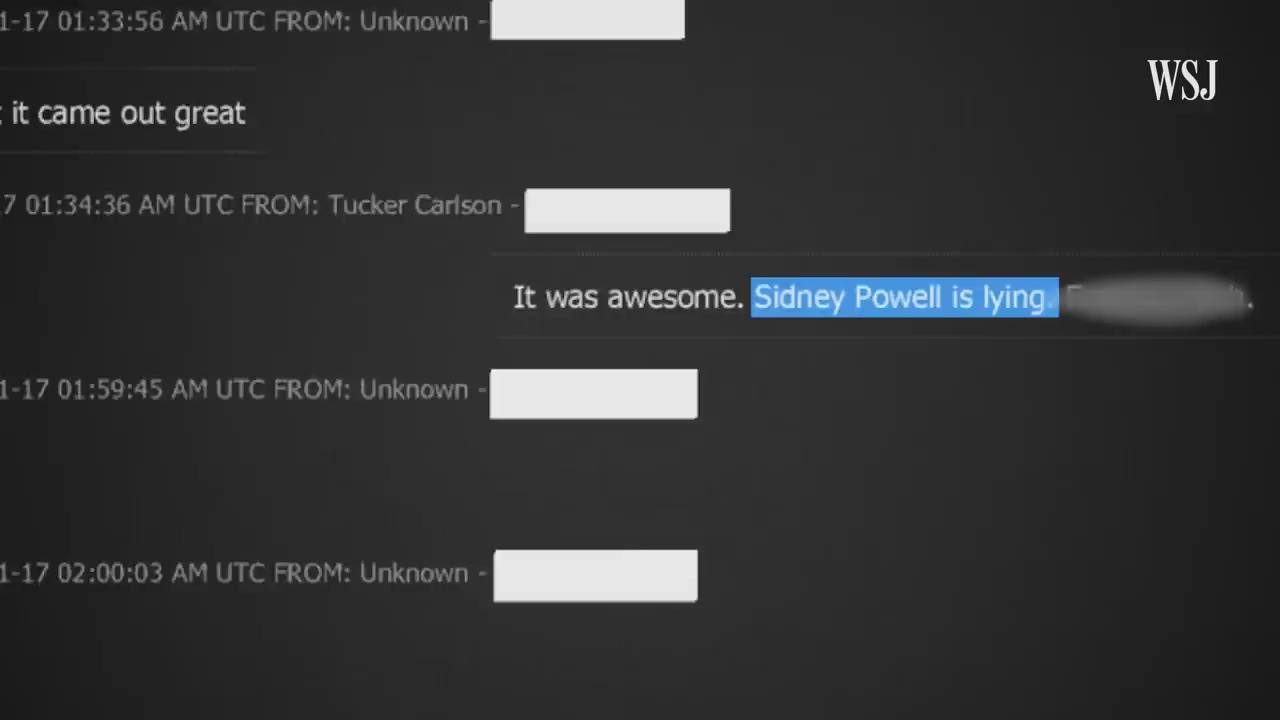 1-17 01:33:56 AM UTC FROM: Unknown -
WSJ
it came out great
7 01:34:36 AM UTC FROM: Tucker Carlson -
It was awesome. Sidney Powell is lying.
1-17 01:59:45 AM UTC FROM: Unknown -
1-17 02:00:03 AM UTC FROM: Unknown -